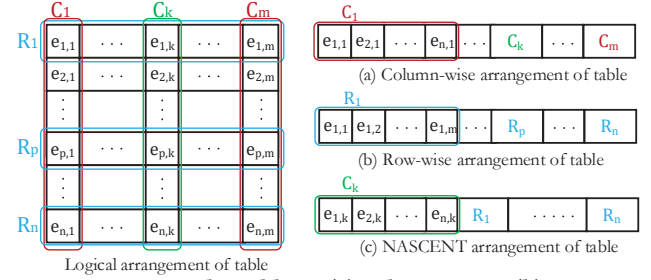 C1 Ck Cm
R1 e1,1 · · · e1,k · · · e1,m
e2,1 · · · e2,k · · · e2,m
⋮ ⋮ ⋮
Rp ep,1 · · · ep,k · · · ep,m
⋮ ⋮ ⋮
Rn en,1 · · · en,k · · · en,m
Logical arrangement of table
C1
e1,1 e2,1 · · · en,1 · · · Ck · · · Cm
(a) Column-wise arrangement of table
R1
e1,1 e1,2 · · · e1,m · · · Rp · · · Rn
(b) Row-wise arrangement of table
Ck
e1,k e2,k · · · en,k R1 · · · · · Rn
(c) NASCENT arrangement of table